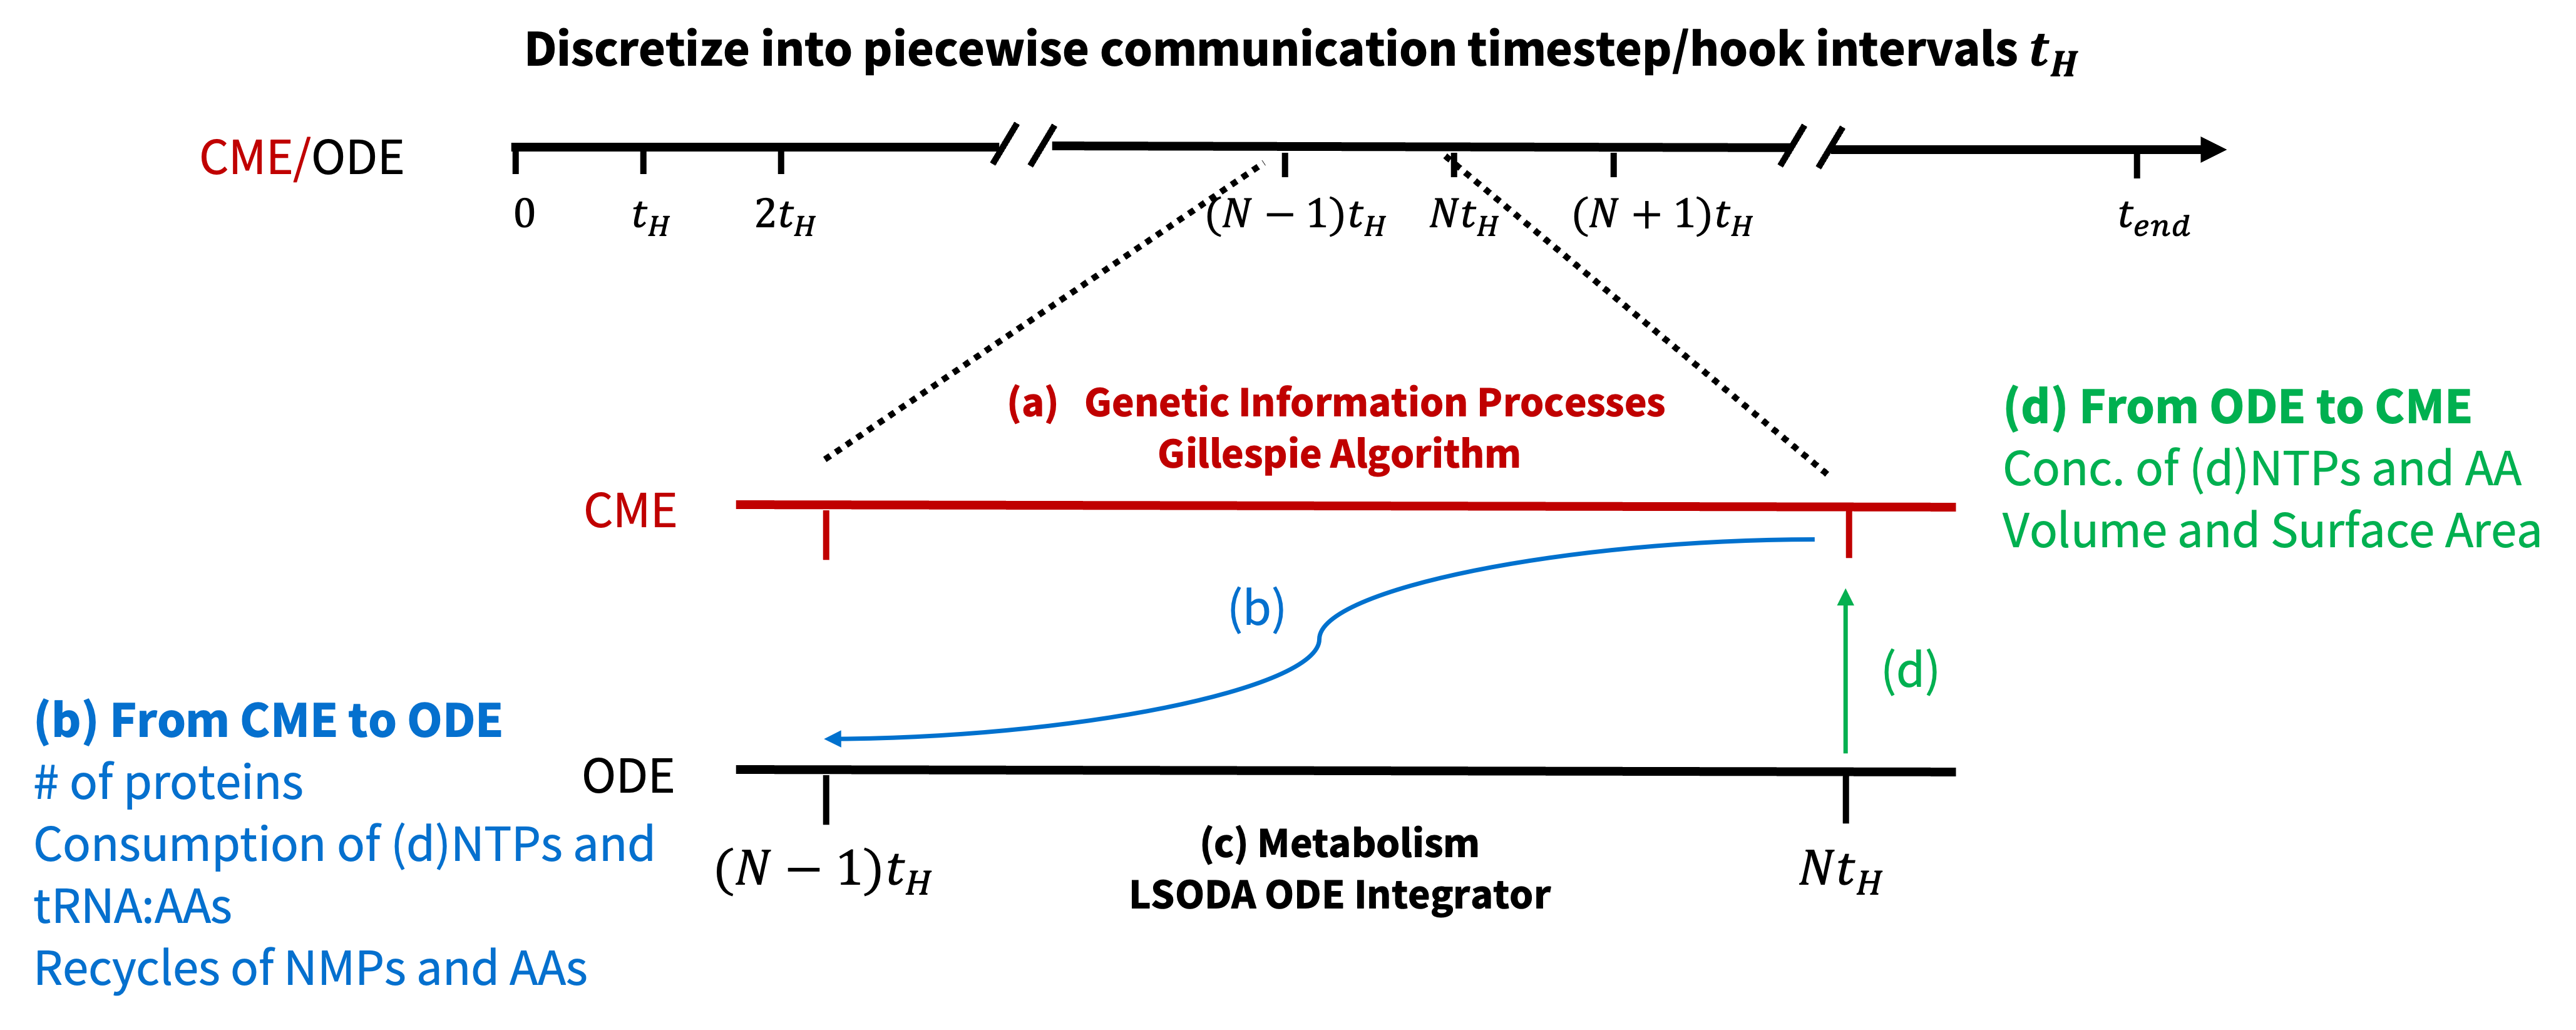 Discretize into piecewise communication timestep/hook intervals t_H
CME/ODE
0
t_H
2t_H
(N − 1)t_H
Nt_H
(N + 1)t_H
t_end
(a) Genetic Information Processes
Gillespie Algorithm
CME
(d) From ODE to CME
Conc. of (d)NTPs and AA
Volume and Surface Area
(b)
(d)
(b) From CME to ODE
# of proteins
Consumption of (d)NTPs and
tRNA:AAs
Recycles of NMPs and AAs
ODE
(N − 1)t_H
(c) Metabolism
LSODA ODE Integrator
Nt_H